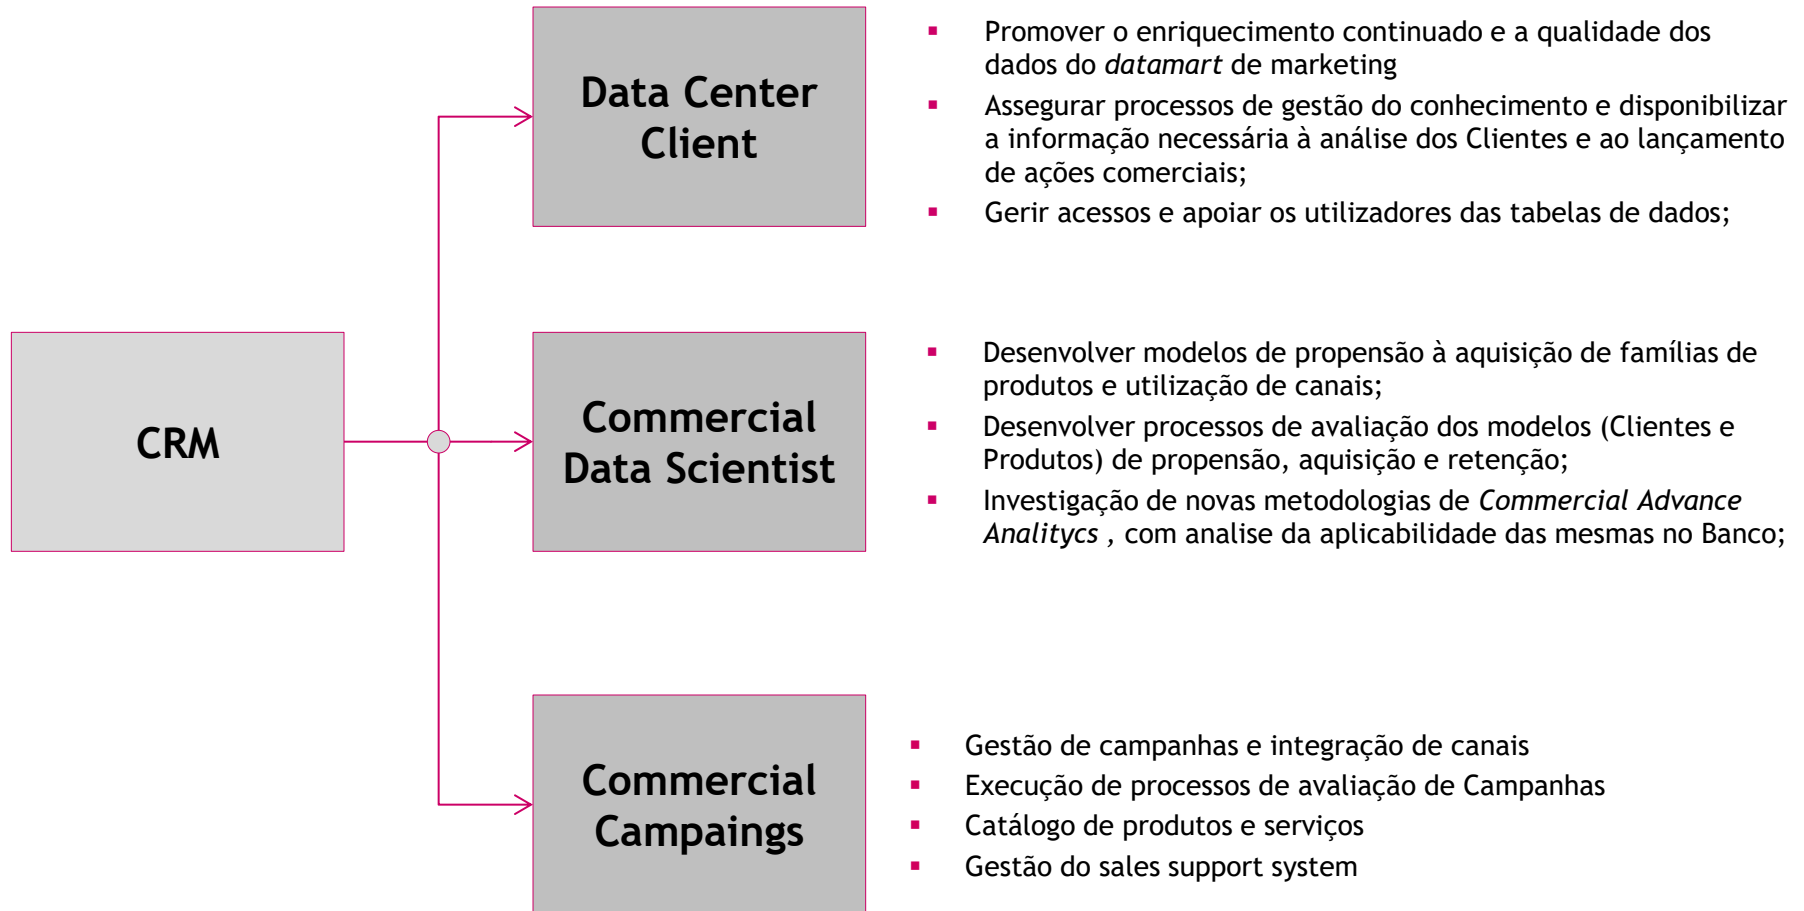 CRM
Data Center
Client
▪ Promover o enriquecimento continuado e a qualidade dos
dados do datamart de marketing
▪ Assegurar processos de gestão do conhecimento e disponibilizar
a informação necessária à análise dos Clientes e ao lançamento
de ações comerciais;
▪ Gerir acessos e apoiar os utilizadores das tabelas de dados;
Commercial
Data Scientist
▪ Desenvolver modelos de propensão à aquisição de famílias de
produtos e utilização de canais;
▪ Desenvolver processos de avaliação dos modelos (Clientes e
Produtos) de propensão, aquisição e retenção;
▪ Investigação de novas metodologias de Commercial Advance
Analitycs , com analise da aplicabilidade das mesmas no Banco;
Commercial
Campaings
▪ Gestão de campanhas e integração de canais
▪ Execução de processos de avaliação de Campanhas
▪ Catálogo de produtos e serviços
▪ Gestão do sales support system